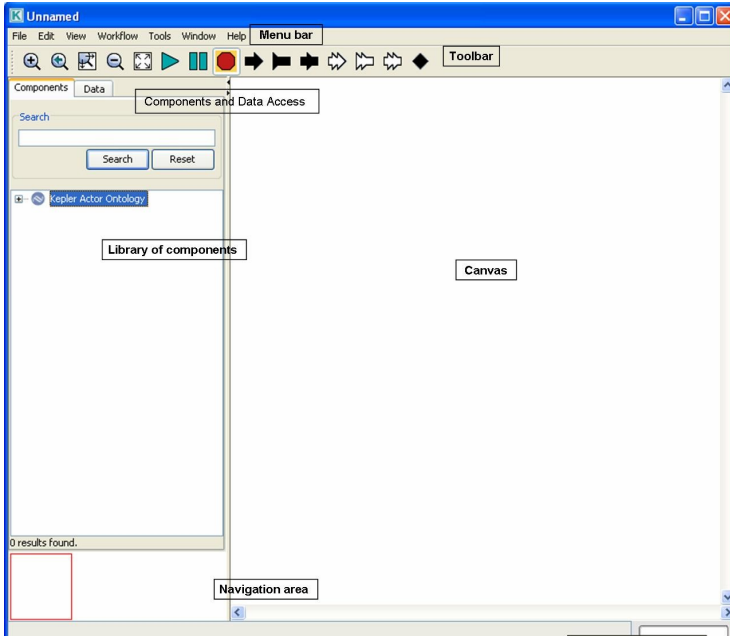 Unnamed
File Edit View Workflow Tools Window Help Menu bar
Toolbar
Components Data
Components and Data Access
Search
Search Reset
Kepler Actor Ontology
Library of components
Canvas
0 results found.
Navigation area